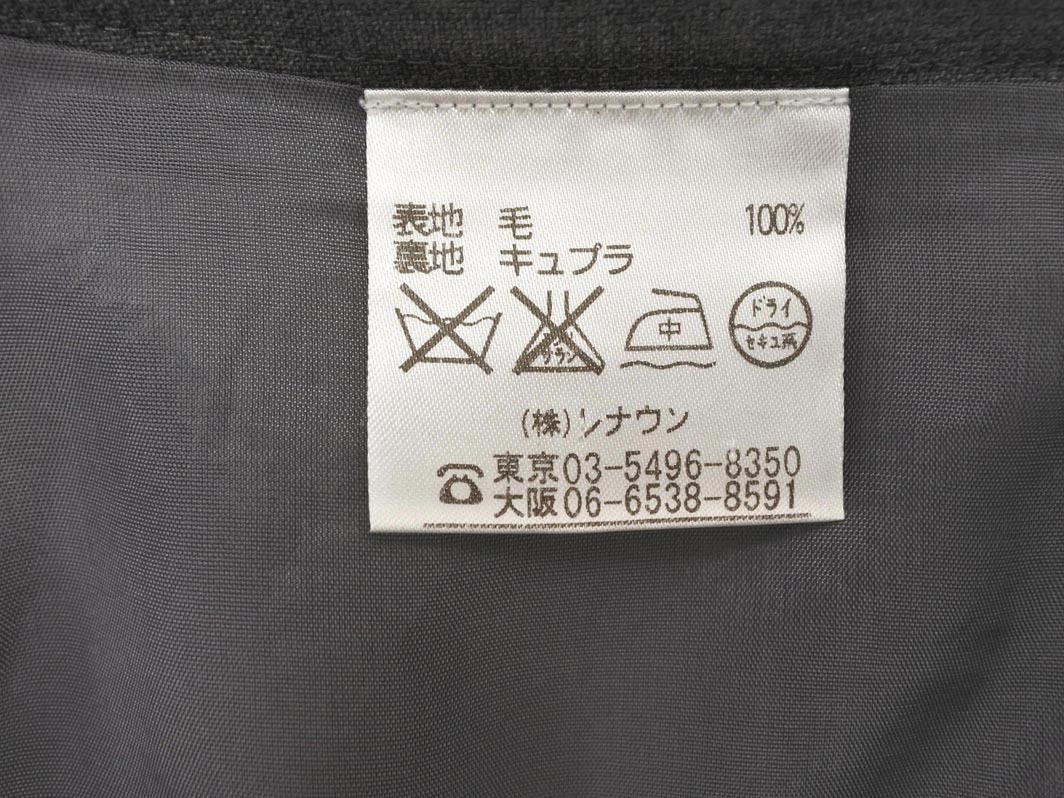 表地 毛 100%
裏地 キュプラ
中
ドライ
セキユ系
(株)レナウン
東京03-5496-8350
大阪06-6538-8591